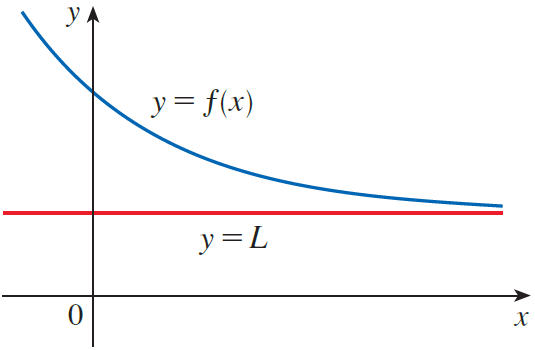 y
y = f(x)
y = L
0
x